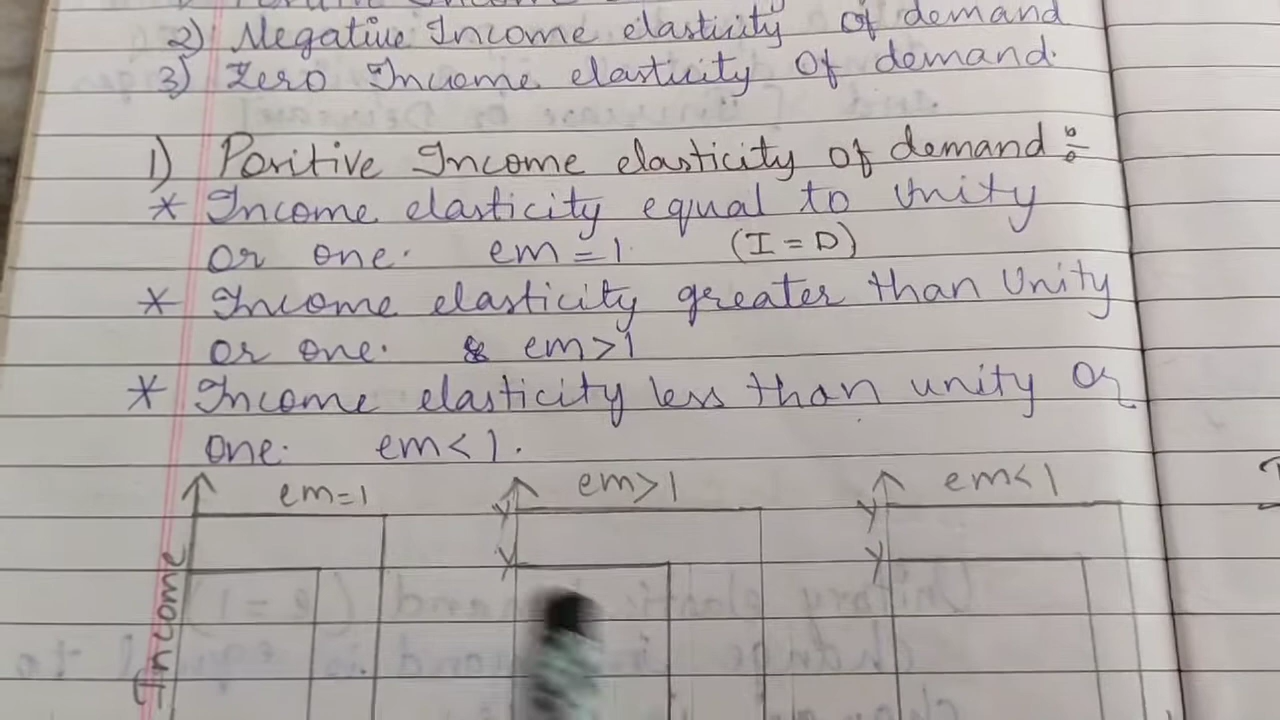 2) Negative Income elasticity of demand
3) Zero Income elasticity of demand.
1) Positive Income elasticity of demand :-
* Income elasticity equal to Unity
or one. em = 1. (I = D)
* Income elasticity greater than Unity
or one. em > 1
* Income elasticity less than unity or
one. em < 1.
em = 1 em > 1 em < 1
Y Y
Y Y
Income